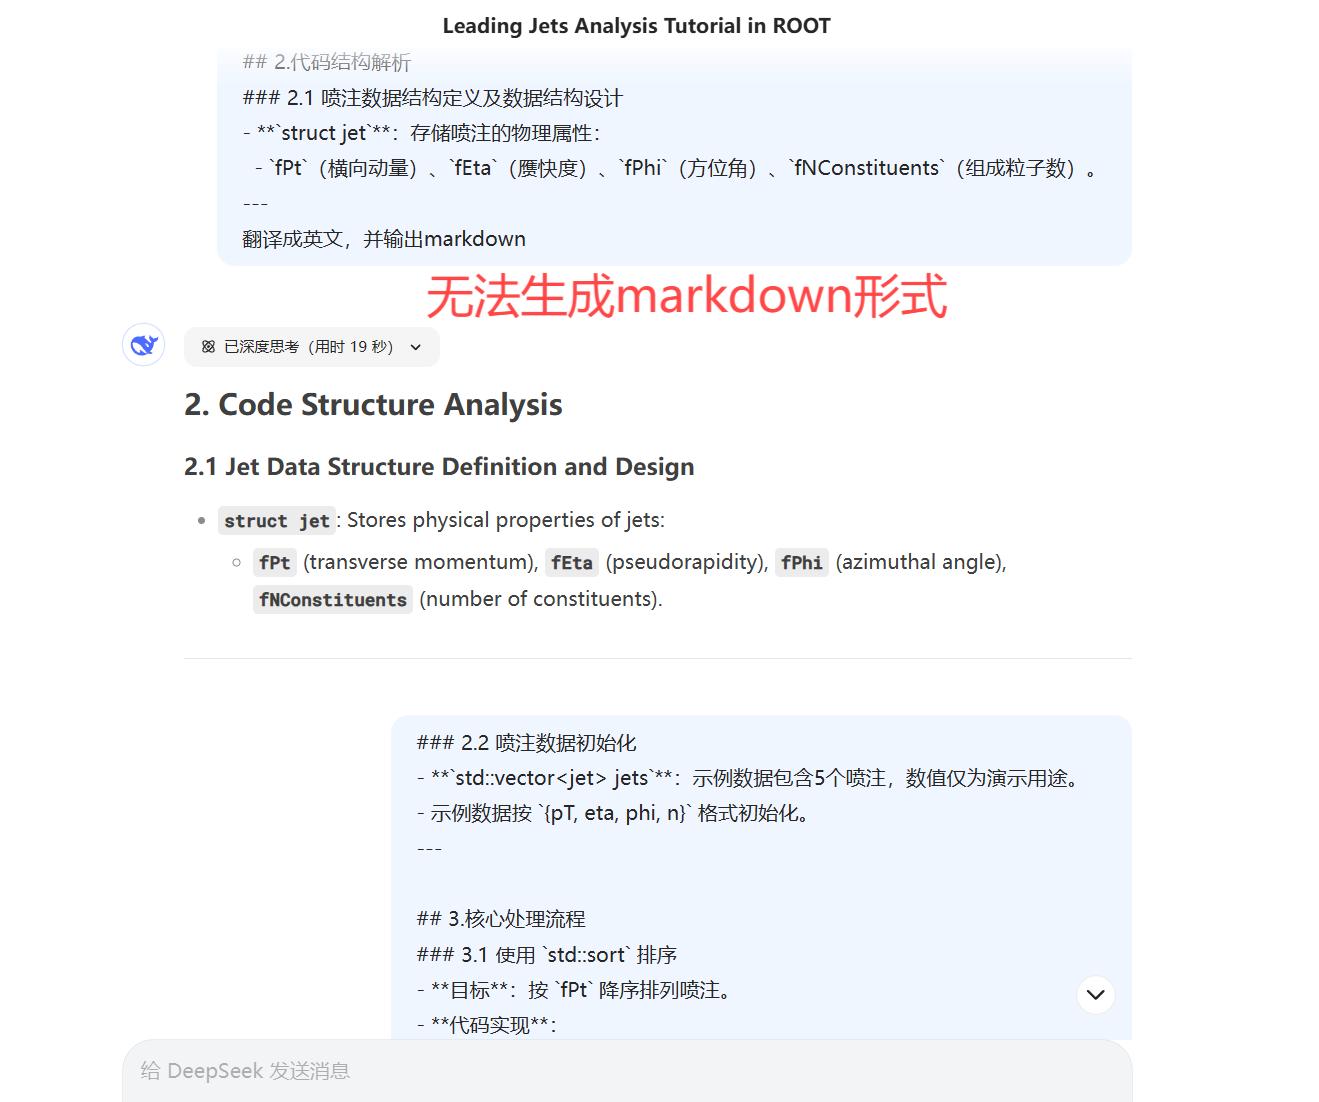 Leading Jets Analysis Tutorial in ROOT
## 2.代码结构解析
### 2.1 喷注数据结构定义及数据结构设计
- **`struct jet`**：存储喷注的物理属性：
- `fPt`（横向动量）、`fEta`（赝快度）、`fPhi`（方位角）、`fNConstituents`（组成粒子数）。
---
翻译成英文，并输出markdown
无法生成markdown形式
已深度思考（用时 19 秒）
2. Code Structure Analysis
2.1 Jet Data Structure Definition and Design
struct jet: Stores physical properties of jets:
fPt (transverse momentum), fEta (pseudorapidity), fPhi (azimuthal angle),
fNConstituents (number of constituents).
### 2.2 喷注数据初始化
- **`std::vector<jet> jets`**：示例数据包含5个喷注，数值仅为演示用途。
- 示例数据按 `{pT, eta, phi, n}` 格式初始化。
---
## 3.核心处理流程
### 3.1 使用 `std::sort` 排序
- **目标**：按 `fPt` 降序排列喷注。
- **代码实现**：
给 DeepSeek 发送消息